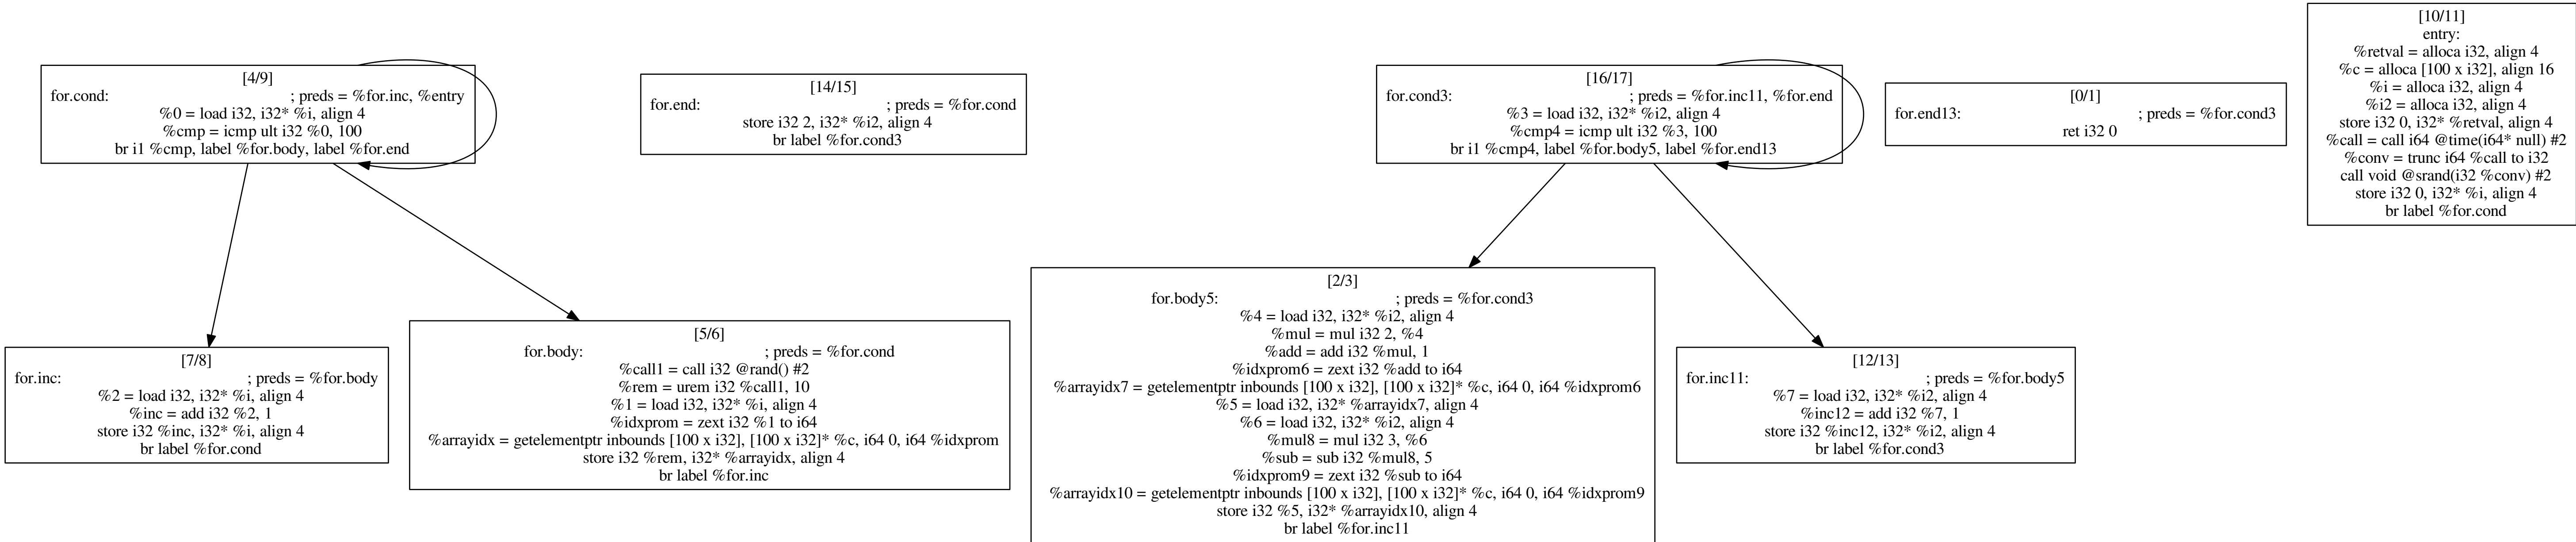 [4/9]
for.cond: ; preds = %for.inc, %entry
%0 = load i32, i32* %i, align 4
%cmp = icmp ult i32 %0, 100
br i1 %cmp, label %for.body, label %for.end
[14/15]
for.end: ; preds = %for.cond
store i32 2, i32* %i2, align 4
br label %for.cond3
[16/17]
for.cond3: ; preds = %for.inc11, %for.end
%3 = load i32, i32* %i2, align 4
%cmp4 = icmp ult i32 %3, 100
br i1 %cmp4, label %for.body5, label %for.end13
[0/1]
for.end13: ; preds = %for.cond3
ret i32 0
[10/11]
entry:
%retval = alloca i32, align 4
%c = alloca [100 x i32], align 16
%i = alloca i32, align 4
%i2 = alloca i32, align 4
store i32 0, i32* %retval, align 4
%call = call i64 @time(i64* null) #2
%conv = trunc i64 %call to i32
call void @srand(i32 %conv) #2
store i32 0, i32* %i, align 4
br label %for.cond
[7/8]
for.inc: ; preds = %for.body
%2 = load i32, i32* %i, align 4
%inc = add i32 %2, 1
store i32 %inc, i32* %i, align 4
br label %for.cond
[5/6]
for.body: ; preds = %for.cond
%call1 = call i32 @rand() #2
%rem = urem i32 %call1, 10
%1 = load i32, i32* %i, align 4
%idxprom = zext i32 %1 to i64
%arrayidx = getelementptr inbounds [100 x i32], [100 x i32]* %c, i64 0, i64 %idxprom
store i32 %rem, i32* %arrayidx, align 4
br label %for.inc
[2/3]
for.body5: ; preds = %for.cond3
%4 = load i32, i32* %i2, align 4
%mul = mul i32 2, %4
%add = add i32 %mul, 1
%idxprom6 = zext i32 %add to i64
%arrayidx7 = getelementptr inbounds [100 x i32], [100 x i32]* %c, i64 0, i64 %idxprom6
%5 = load i32, i32* %arrayidx7, align 4
%6 = load i32, i32* %i2, align 4
%mul8 = mul i32 3, %6
%sub = sub i32 %mul8, 5
%idxprom9 = zext i32 %sub to i64
%arrayidx10 = getelementptr inbounds [100 x i32], [100 x i32]* %c, i64 0, i64 %idxprom9
store i32 %5, i32* %arrayidx10, align 4
br label %for.inc11
[12/13]
for.inc11: ; preds = %for.body5
%7 = load i32, i32* %i2, align 4
%inc12 = add i32 %7, 1
store i32 %inc12, i32* %i2, align 4
br label %for.cond3